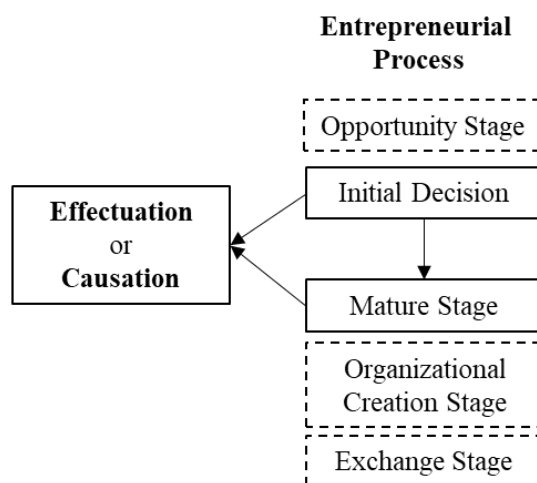 Entrepreneurial
Process
Opportunity Stage
Initial Decision
Effectuation
or
Causation
Mature Stage
Organizational
Creation Stage
Exchange Stage